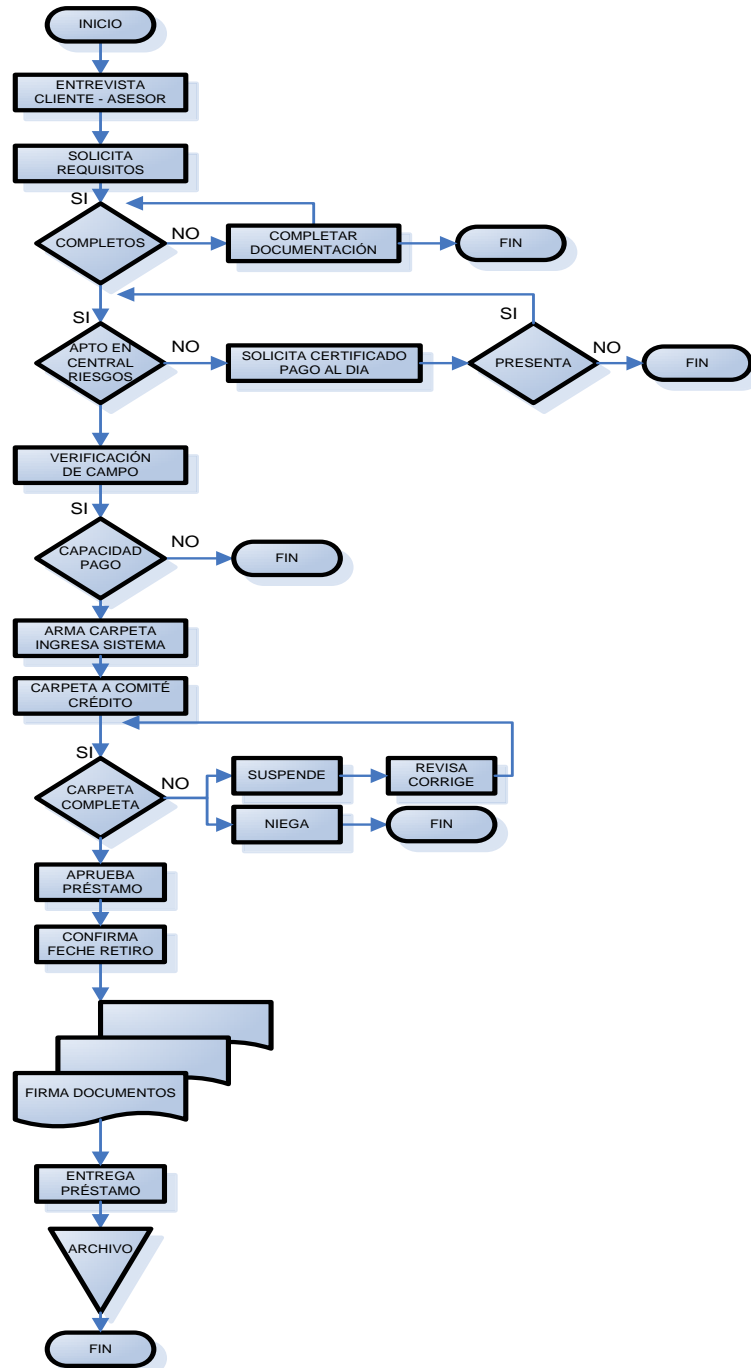 INICIO
ENTREVISTA
CLIENTE - ASESOR
SOLICITA
REQUISITOS
SI
COMPLETOS
NO
COMPLETAR
DOCUMENTACIÓN
FIN
SI
APTO EN
CENTRAL
RIESGOS
NO
SOLICITA CERTIFICADO
PAGO AL DIA
SI
PRESENTA
NO
FIN
VERIFICACIÓN
DE CAMPO
SI
CAPACIDAD
PAGO
NO
FIN
ARMA CARPETA
INGRESA SISTEMA
CARPETA A COMITÉ
CRÉDITO
SI
CARPETA
COMPLETA
NO
SUSPENDE
REVISA
CORRIGE
NIEGA
FIN
APRUEBA
PRÉSTAMO
CONFIRMA
FECHE RETIRO
FIRMA DOCUMENTOS
ENTREGA
PRÉSTAMO
ARCHIVO
FIN